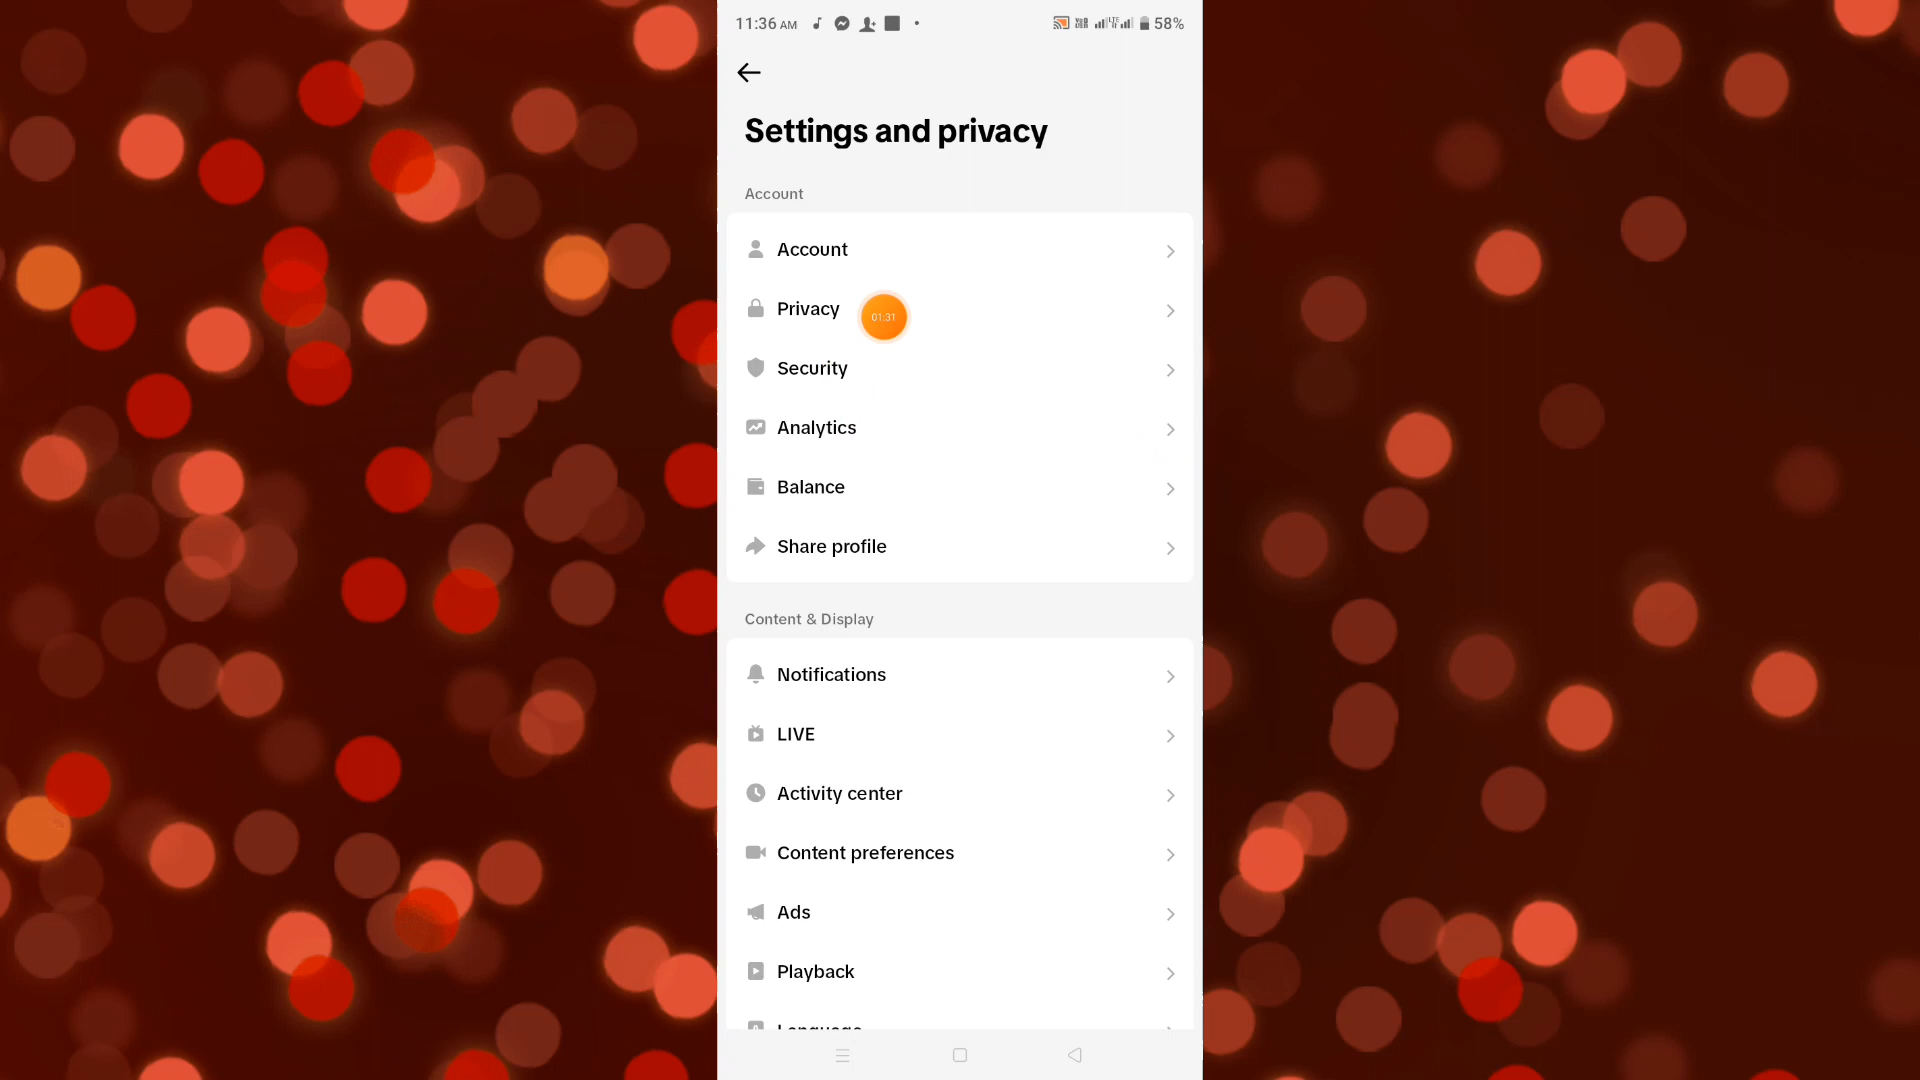 11:36 AM
58%
Settings and privacy
Account
Account
Privacy
01:31
Security
Analytics
Balance
Share profile
Content & Display
Notifications
LIVE
Activity center
Content preferences
Ads
Playback
Language